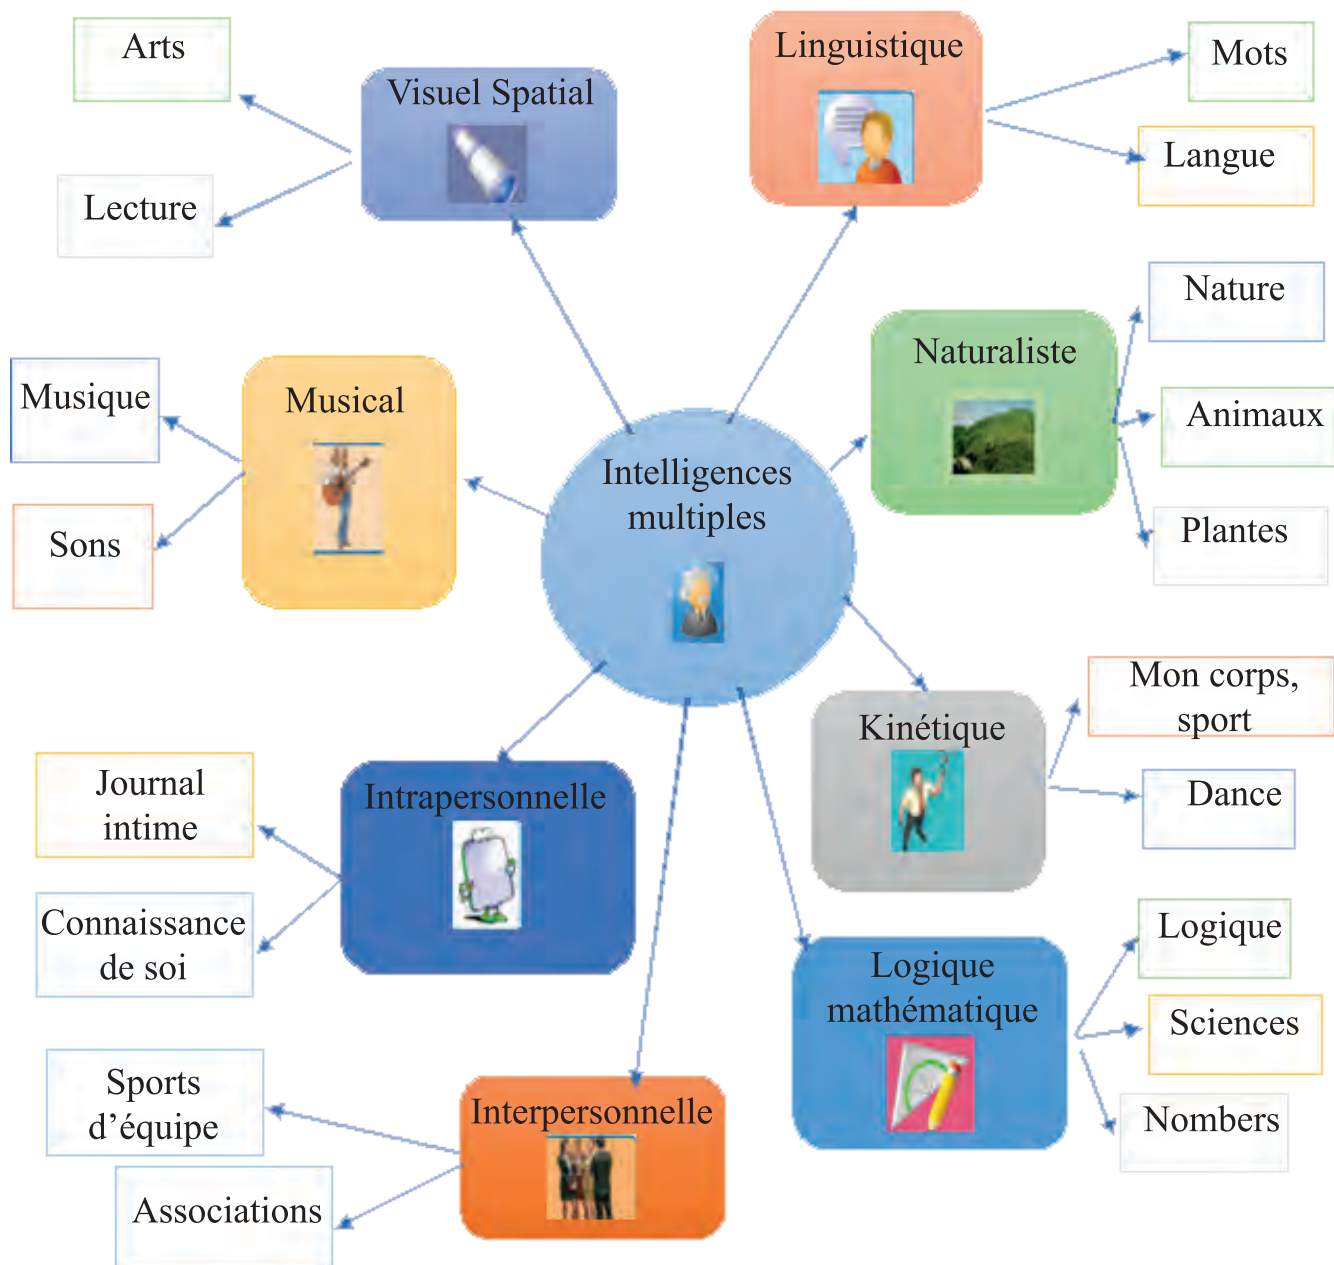 Arts
Visuel Spatial
Lecture
Linguistique
Mots
Langue
Naturaliste
Nature
Animaux
Plantes
Musical
Musique
Sons
Intelligences
multiples
Kinétique
Mon corps,
sport
Dance
Intrapersonnelle
Journal
intime
Connaissance
de soi
Logique
mathématique
Logique
Sciences
Nombers
Interpersonnelle
Sports
d’équipe
Associations